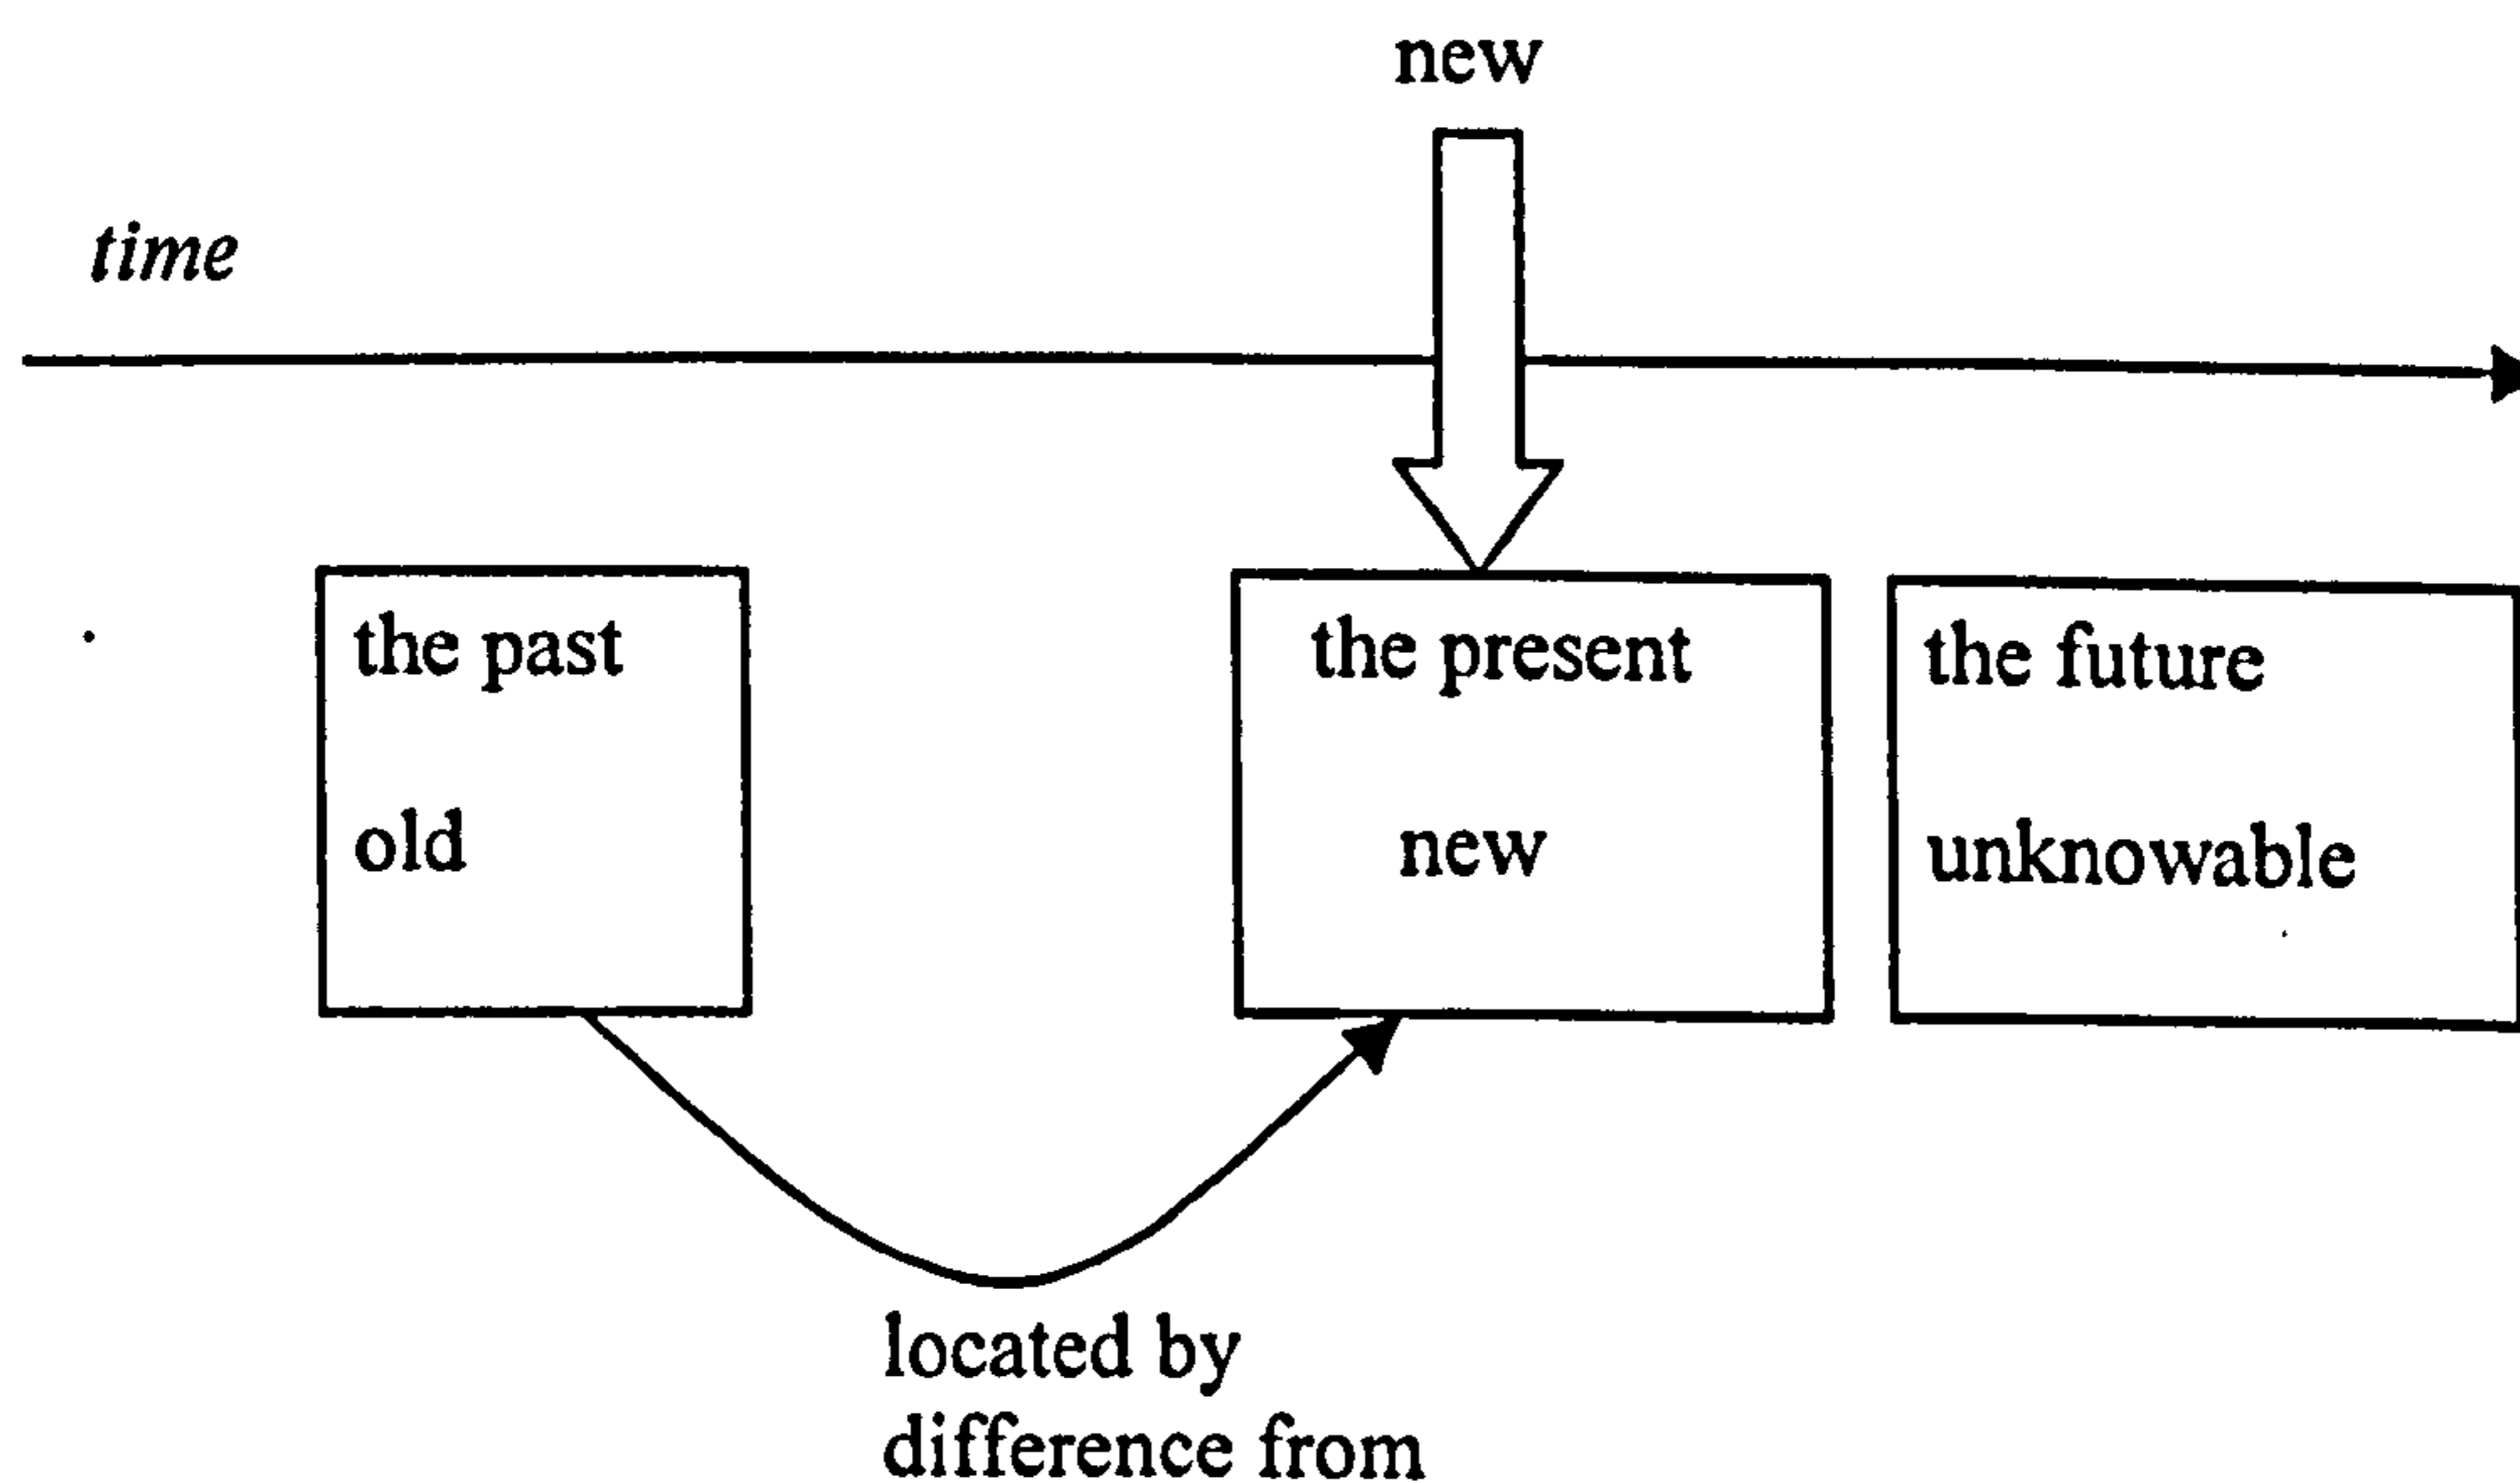 new
time
the past
old
the present
new
the future
unknowable
located by
difference from